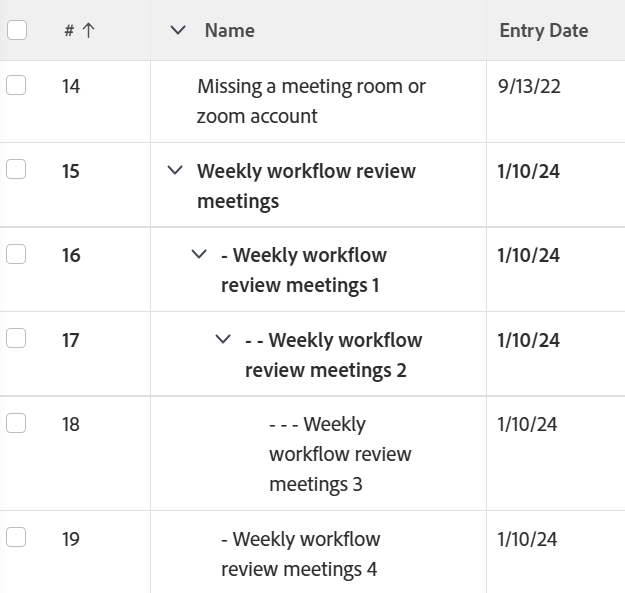 # ↑ Name Entry Date
14 Missing a meeting room or 9/13/22
zoom account
15 Weekly workflow review 1/10/24
meetings
16 - Weekly workflow 1/10/24
review meetings 1
17 - - Weekly workflow 1/10/24
review meetings 2
18 - - - Weekly 1/10/24
workflow review
meetings 3
19 - Weekly workflow 1/10/24
review meetings 4